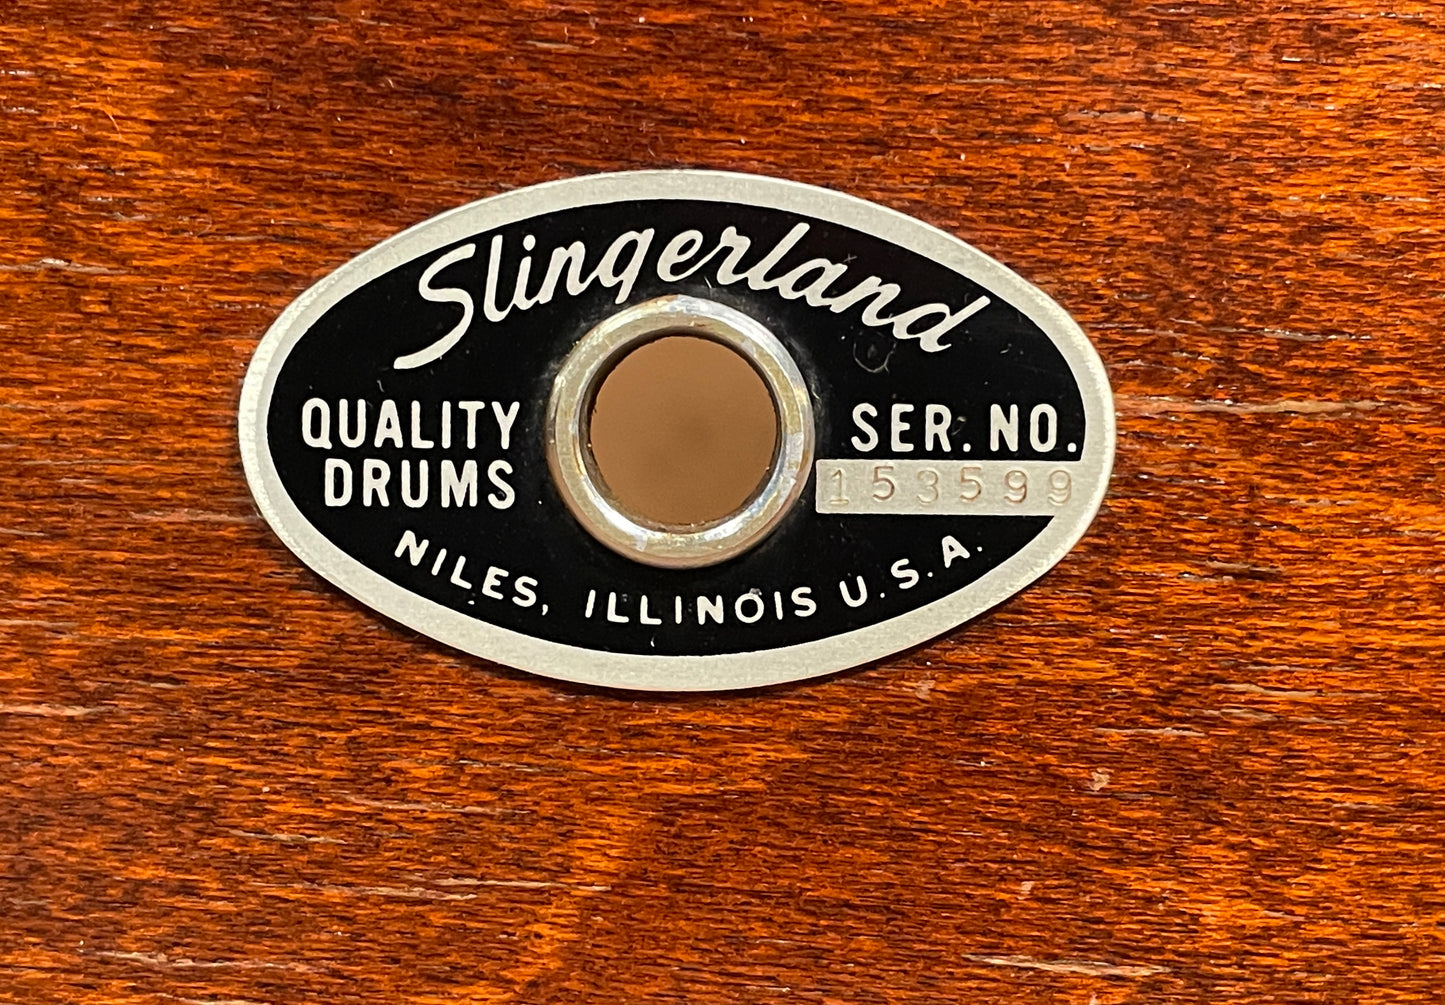 Slingerland
QUALITY
DRUMS
SER. NO.
153599
NILES, ILLINOIS U.S.A.